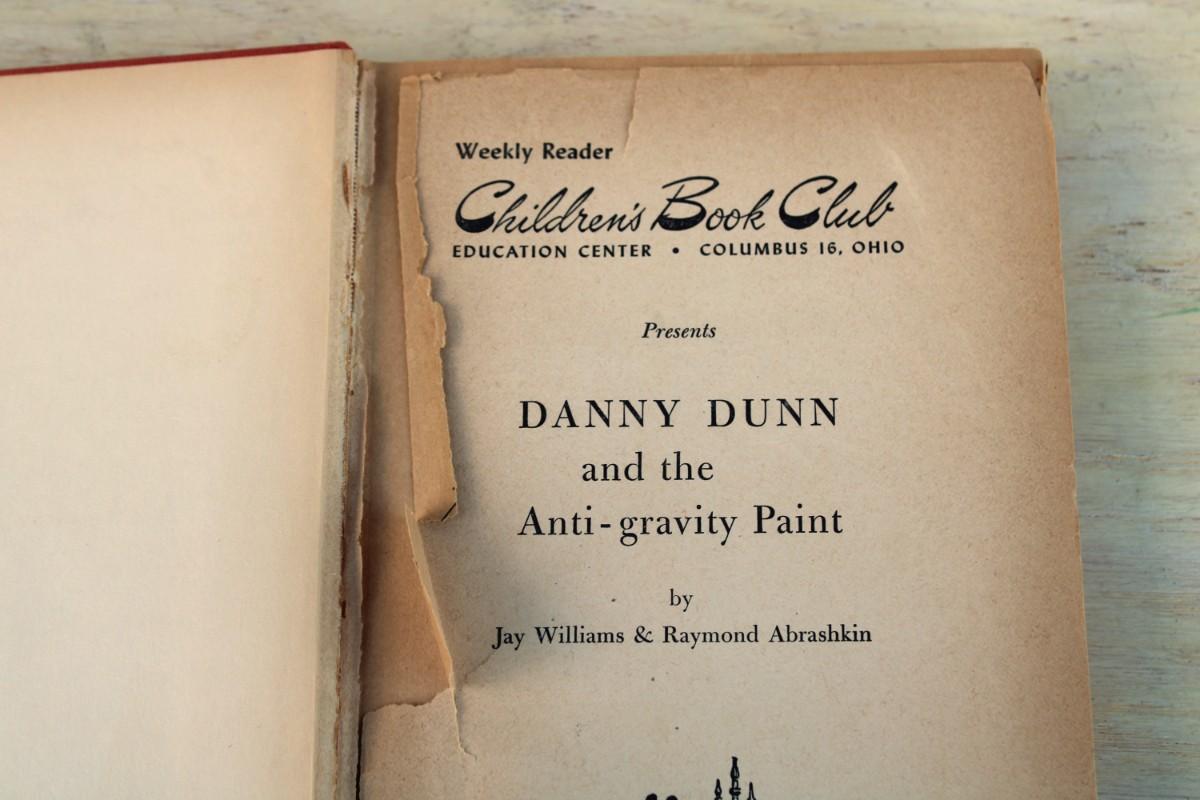 Weekly Reader
Children's Book Club
EDUCATION CENTER • COLUMBUS 16, OHIO
Presents
DANNY DUNN
and the
Anti-gravity Paint
by
Jay Williams & Raymond Abrashkin